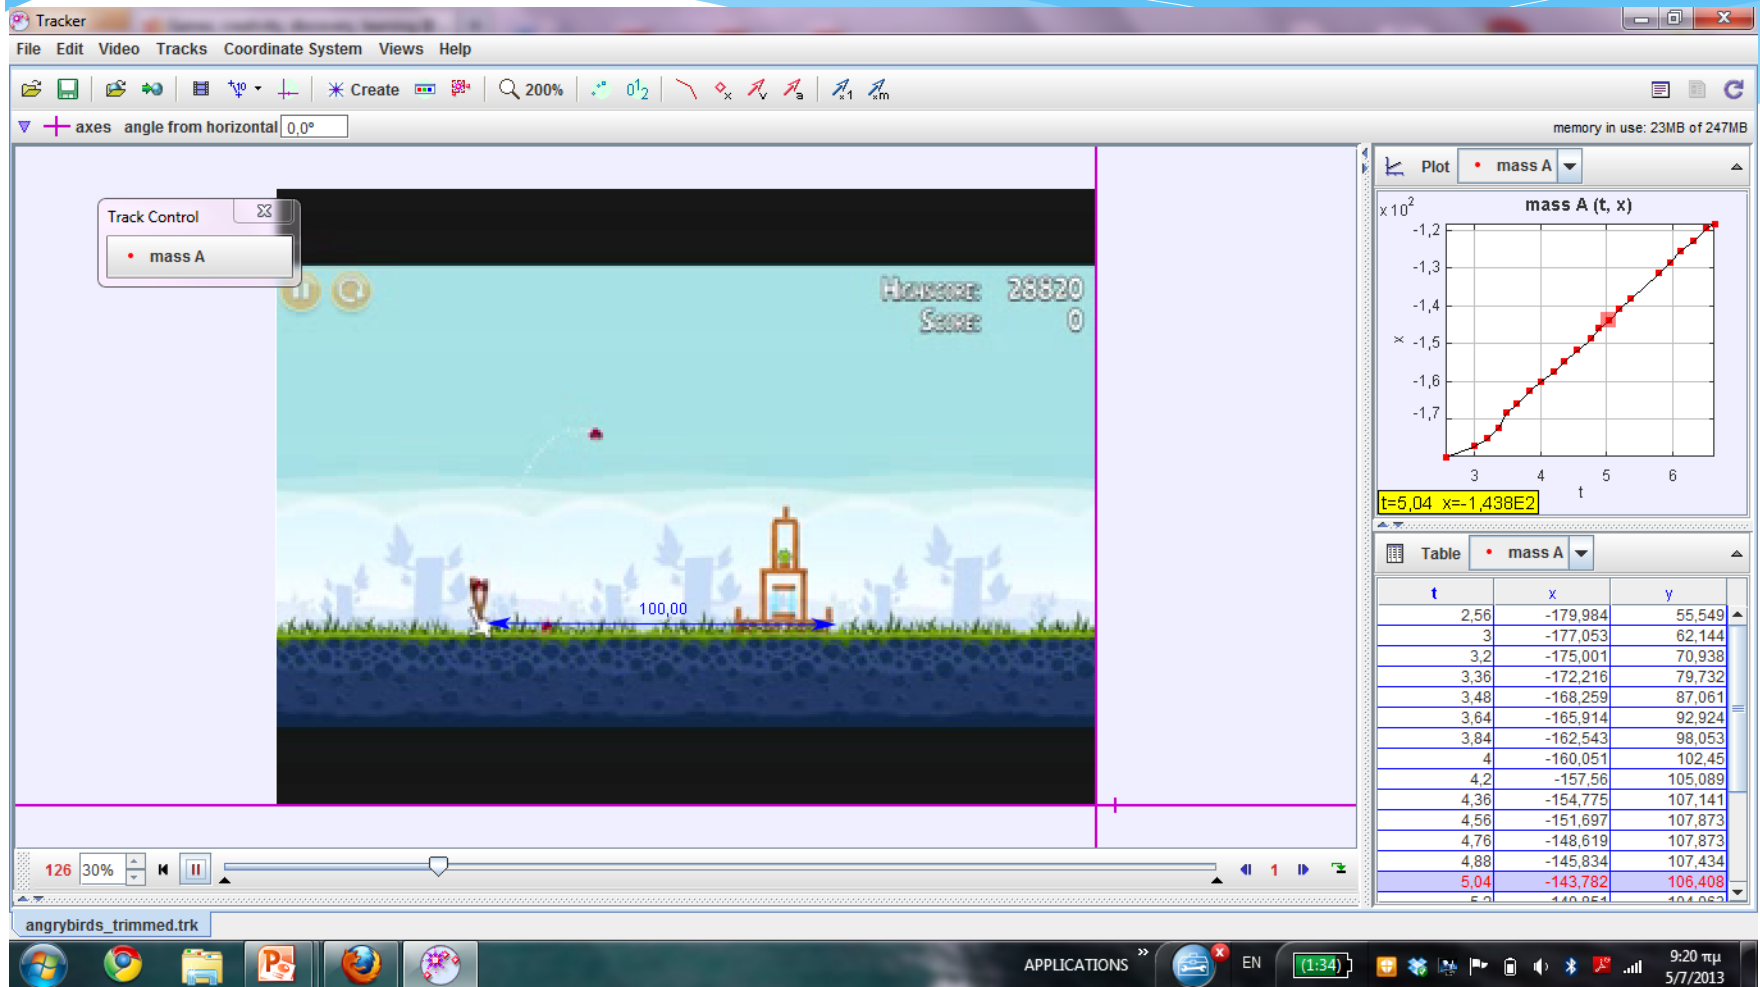 Tracker
File Edit Video Tracks Coordinate System Views Help
Create 200%
axes angle from horizontal 0,0° memory in use: 23MB of 247MB
Track Control
mass A
HIGHSCORE: 28820
SCORE: 0
100,00
Plot mass A
mass A (t, x)
x10²
-1,2
-1,3
-1,4
-1,5
-1,6
-1,7
x
3 4 5 6
t
t=5,04 x=-1,438E2
Table mass A
t x y
2,56 -179,984 55,549
3 -177,053 62,144
3,2 -175,001 70,938
3,36 -172,216 79,732
3,48 -168,259 87,061
3,64 -165,914 92,924
3,84 -162,543 98,053
4 -160,051 102,45
4,2 -157,56 105,089
4,36 -154,775 107,141
4,56 -151,697 107,873
4,76 -148,619 107,873
4,88 -145,834 107,434
5,04 -143,782 106,408
126 30% 1
angrybirds_trimmed.trk
APPLICATIONS » EN (1:34) 9:20 πμ
5/7/2013